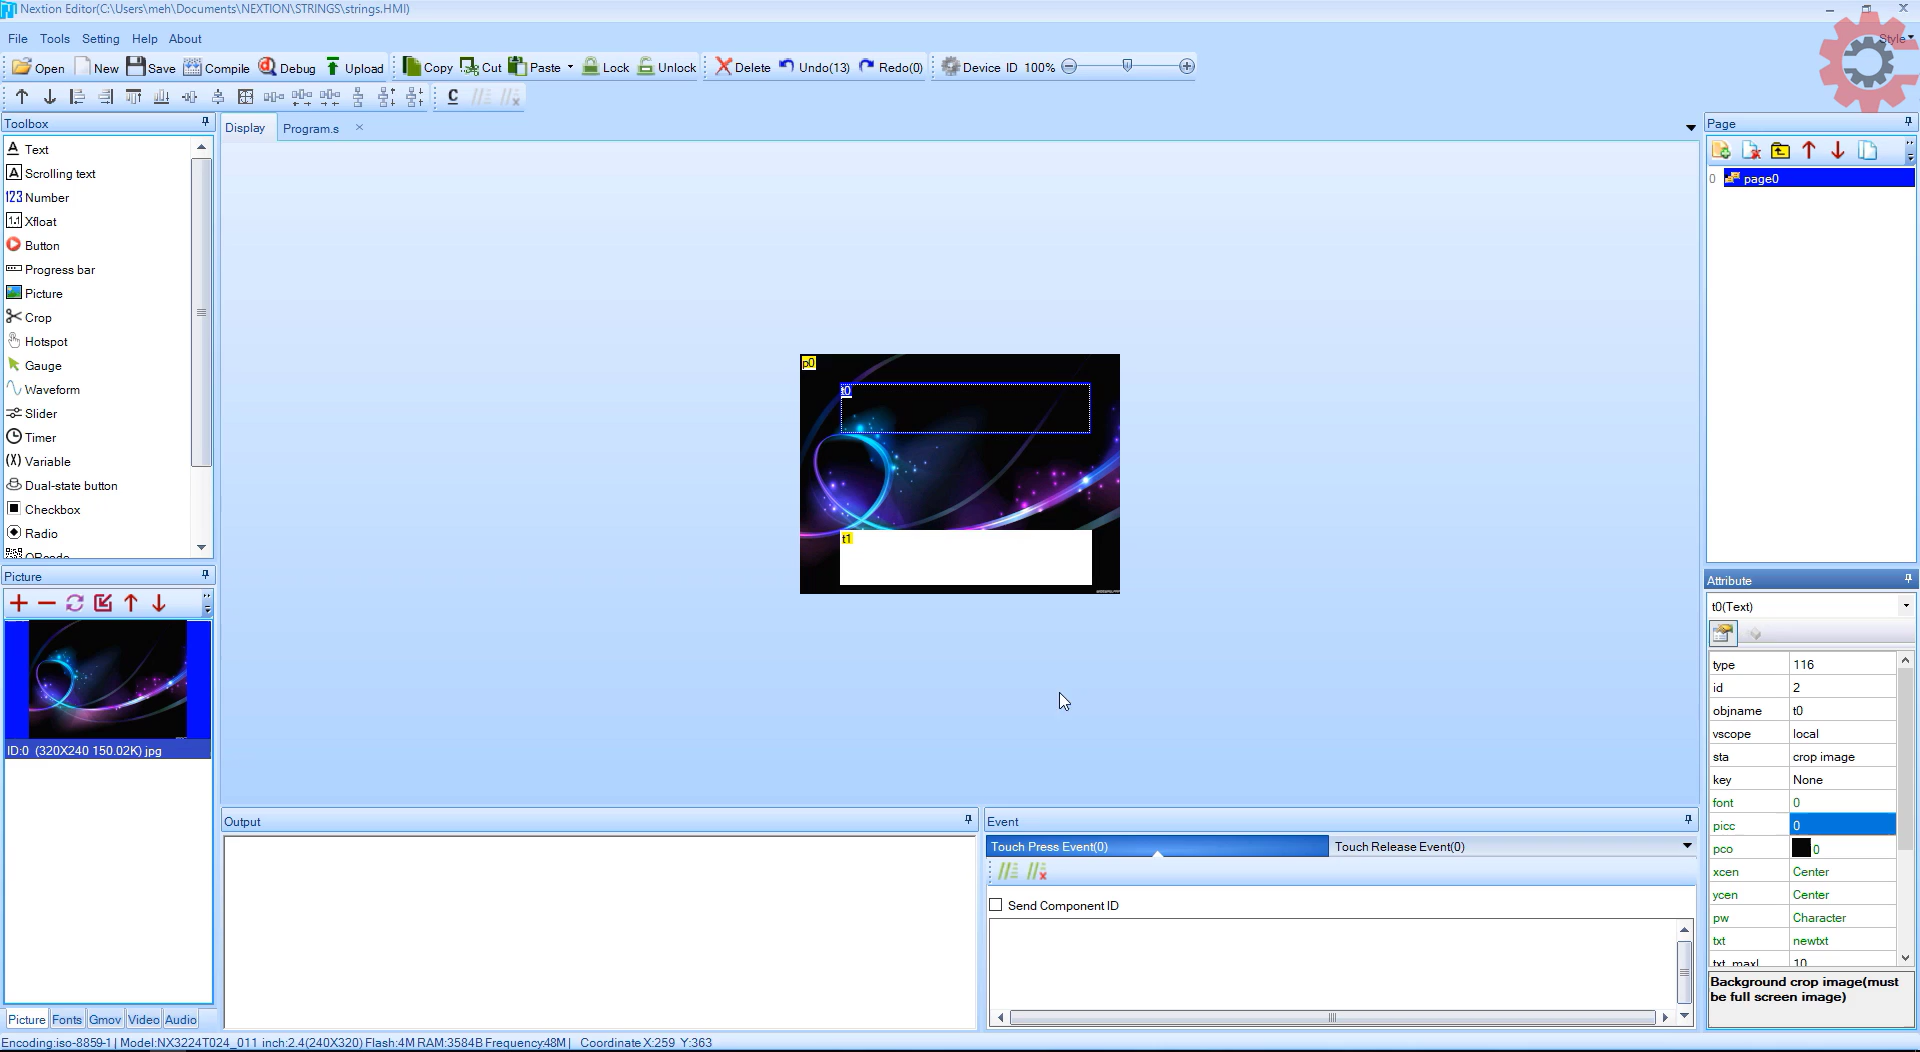 Nextion Editor(C:\Users\meh\Documents\NEXTION\STRINGS\strings.HMI)
File Tools Setting Help About
Style
Open New Save Compile Debug Upload Copy Cut Paste Lock Unlock Delete Undo(13) Redo(0) Device ID 100%
C
Toolbox
A Text
A Scrolling text
123 Number
1.1 Xfloat
Button
Progress bar
Picture
Crop
Hotspot
Gauge
Waveform
Slider
Timer
(X) Variable
Dual-state button
Checkbox
Radio
QRcode
Picture
ID:0 (320X240 150.02K) jpg
Picture Fonts Gmov Video Audio
Display Program.s
p0
t0
t1
Output
Event
Touch Press Event(0) Touch Release Event(0)
Send Component ID
Page
0 page0
Attribute
t0(Text)
type 116
id 2
objname t0
vscope local
sta crop image
key None
font 0
picc 0
pco 0
xcen Center
ycen Center
pw Character
txt newtxt
txt_maxl 10
Background crop image(must
be full screen image)
Encoding:iso-8859-1 | Model:NX3224T024_011 inch:2.4(240X320) Flash:4M RAM:3584B Frequency:48M | Coordinate X:259 Y:363